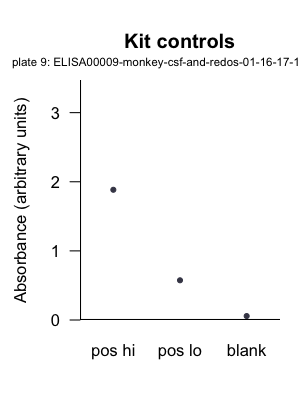 Kit controls
plate 9: ELISA00009-monkey-csf-and-redos-01-16-17-1
Absorbance (arbitrary units)
3
2
1
0
pos hi pos lo blank